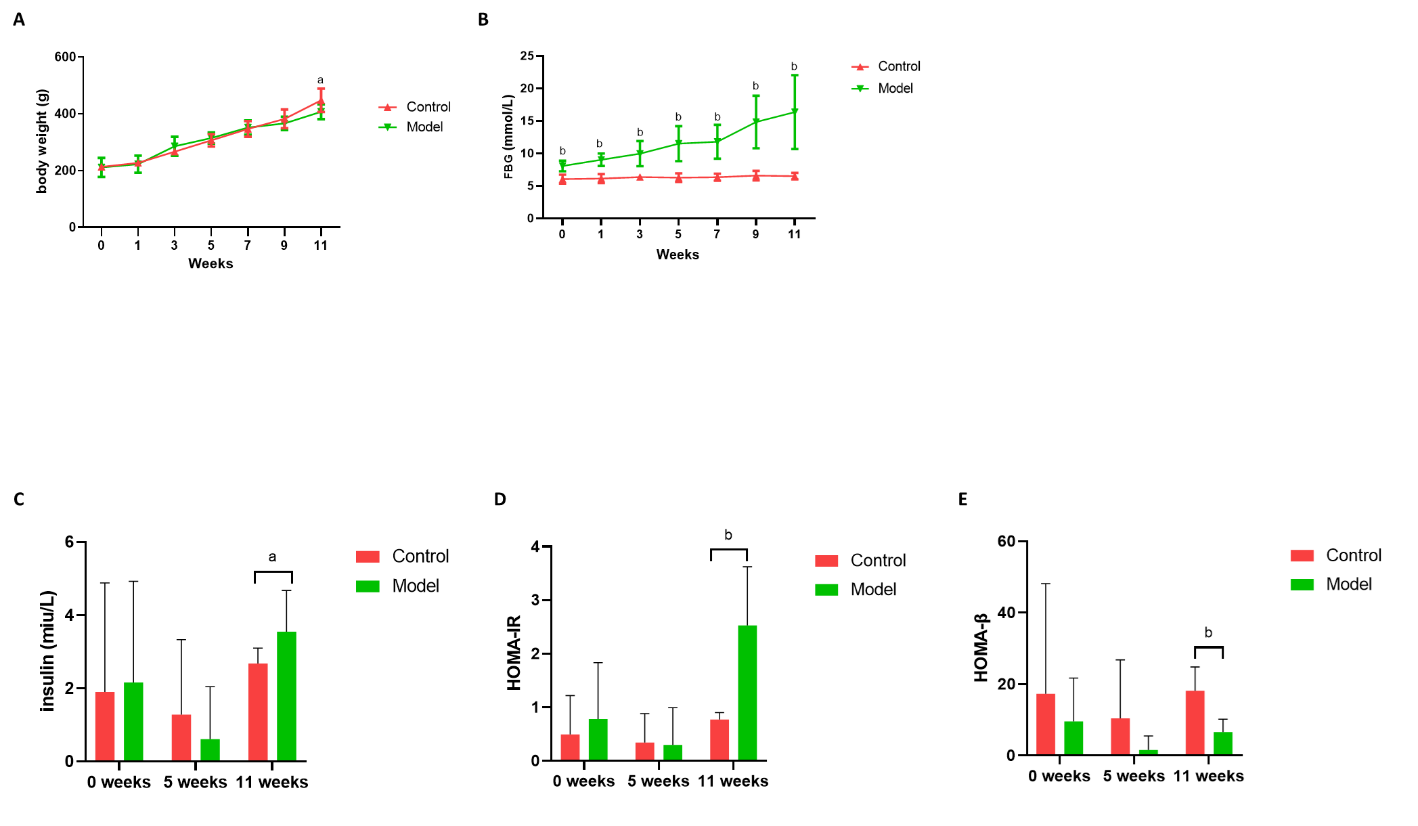 A
B
body weight (g)
600
400
200
0
a
0 1 3 5 7 9 11
Weeks
Control
Model
FBG (mmol/L)
25
20
15
10
5
0
b b b b b b b
0 1 3 5 7 9 11
Weeks
Control
Model
C
D
E
insulin (miu/L)
6
4
2
0
a
0 weeks 5 weeks 11 weeks
Control
Model
HOMA-IR
4
3
2
1
0
b
0 weeks 5 weeks 11 weeks
Control
Model
HOMA-β
60
40
20
0
b
0 weeks 5 weeks 11 weeks
Control
Model